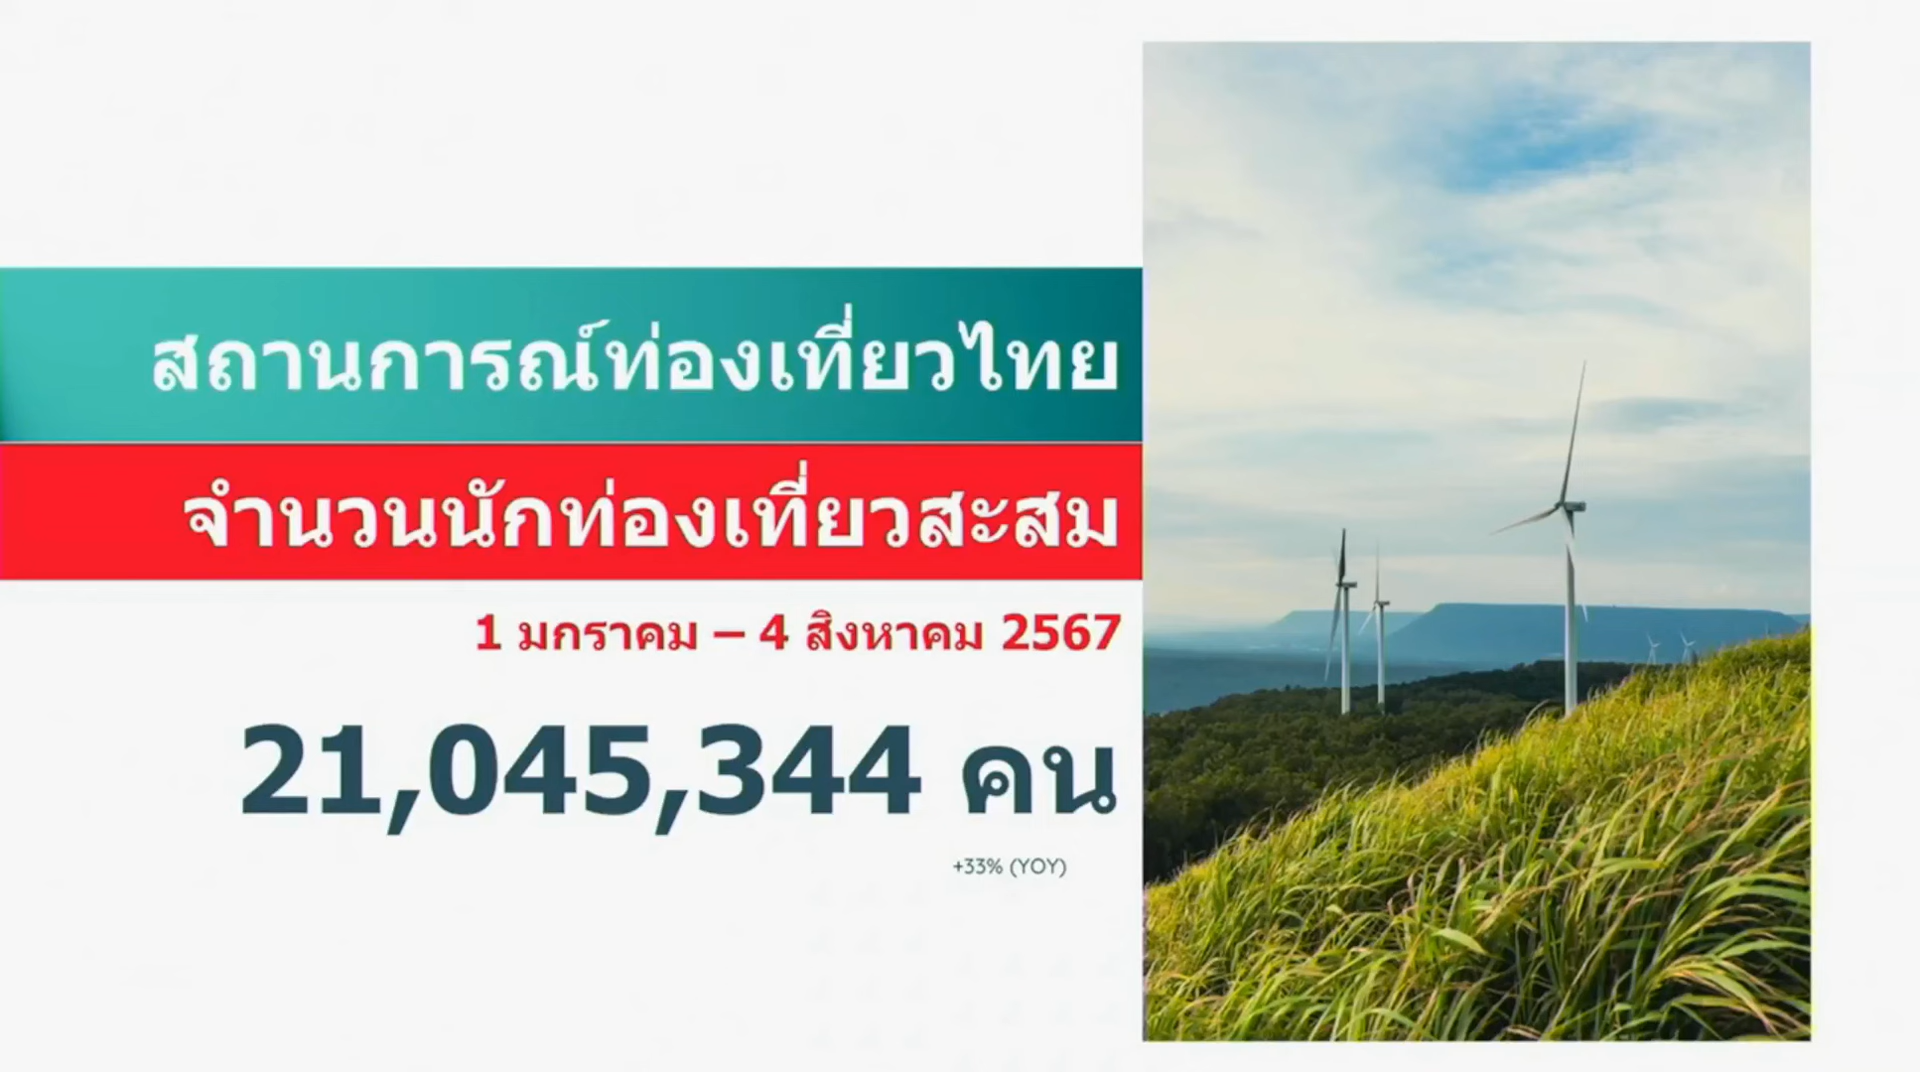 สถานการณ์ท่องเที่ยวไทย
จำนวนนักท่องเที่ยวสะสม
1 มกราคม – 4 สิงหาคม 2567
21,045,344 คน
+33% (YOY)